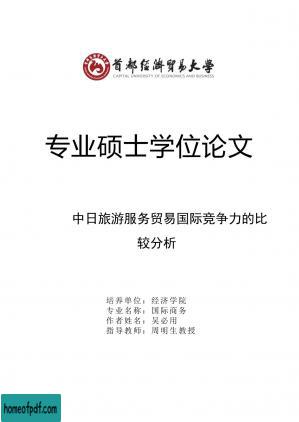 首都经济贸易大学
CAPITAL UNIVERSITY OF ECONOMICS AND BUSINESS
专业硕士学位论文
中日旅游服务贸易国际竞争力的比
较分析
培养单位：经济学院
专业名称：国际商务
作者姓名：吴必用
指导教师：周明生教授
homeofpdf.com